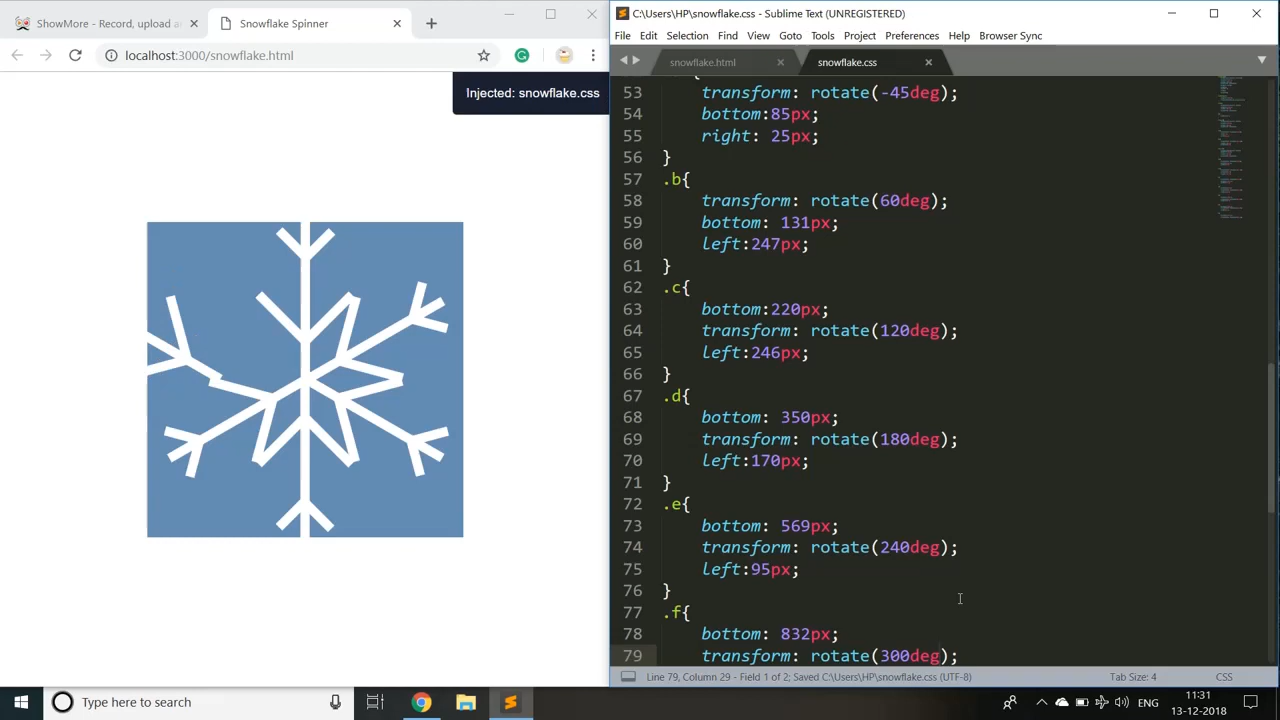 ShowMore - Record, upload a
Snowflake Spinner
localhost:3000/snowflake.html
Injected: snowflake.css
C:\Users\HP\snowflake.css - Sublime Text (UNREGISTERED)
File Edit Selection Find View Goto Tools Project Preferences Help Browser Sync
snowflake.html
snowflake.css
53 transform: rotate(-45deg);
54 bottom:85px;
55 right: 25px;
56 }
57 .b{
58 transform: rotate(60deg);
59 bottom: 131px;
60 left:247px;
61 }
62 .c{
63 bottom:220px;
64 transform: rotate(120deg);
65 left:246px;
66 }
67 .d{
68 bottom: 350px;
69 transform: rotate(180deg);
70 left:170px;
71 }
72 .e{
73 bottom: 569px;
74 transform: rotate(240deg);
75 left:95px;
76 }
77 .f{
78 bottom: 832px;
79 transform: rotate(300deg);
Line 79, Column 29 - Field 1 of 2; Saved C:\Users\HP\snowflake.css (UTF-8)
Tab Size: 4
CSS
Type here to search
ENG
11:31
13-12-2018